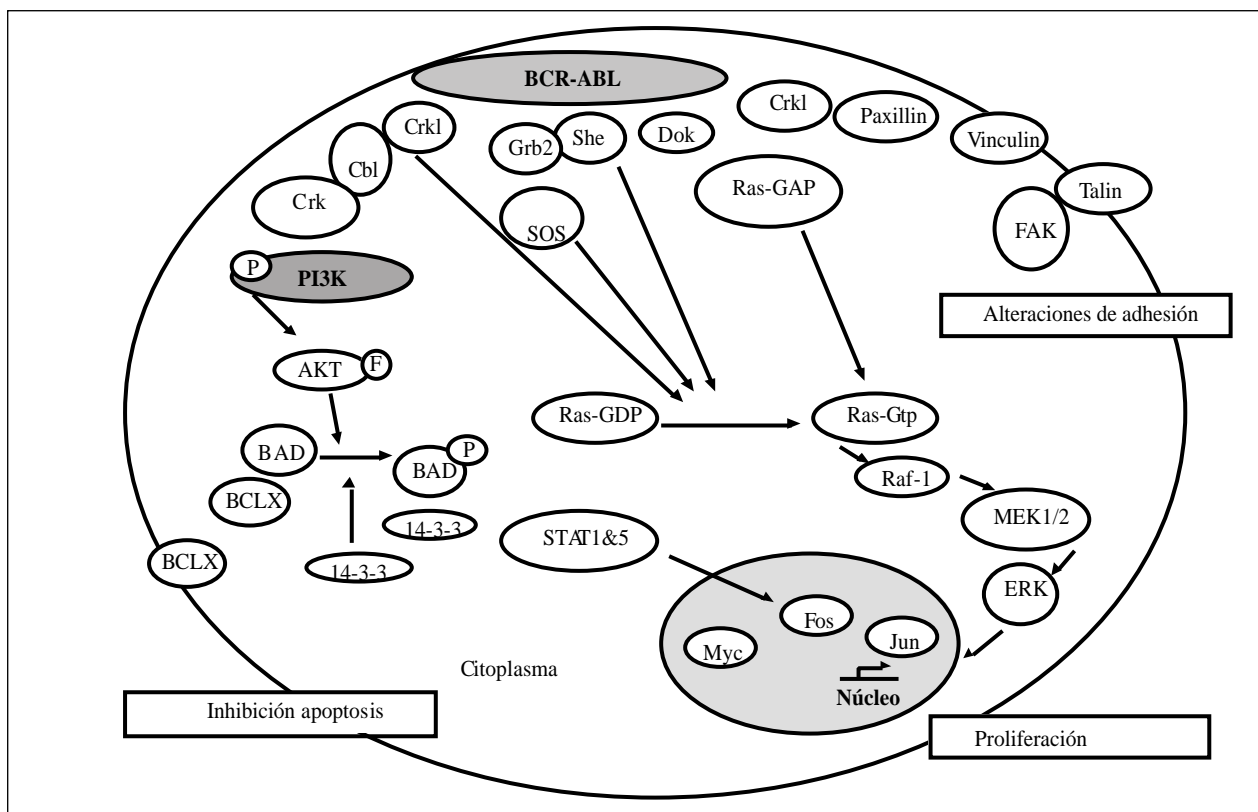 BCR-ABL
Crkl
Crkl
Paxillin
Grb2
She
Dok
Vinculin
Cbl
Crk
Ras-GAP
Talin
SOS
FAK
P
PI3K
Alteraciones de adhesión
AKT
F
Ras-GDP
Ras-Gtp
BAD
P
BAD
Raf-1
BCLX
MEK1/2
14-3-3
STAT1&5
BCLX
14-3-3
ERK
Fos
Myc
Jun
Citoplasma
Núcleo
Inhibición apoptosis
Proliferación